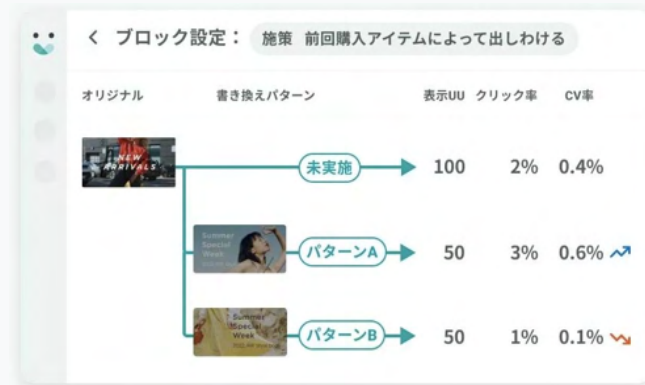 ブロック設定： 施策 前回購入アイテムによって出しわける
オリジナル 書き換えパターン 表示UU クリック率 CV率
NEW
ARRIVALS
未実施 100 2% 0.4%
Summer
Special
Week
パターンA 50 3% 0.6%
Summer
Special
Week
パターンB 50 1% 0.1%